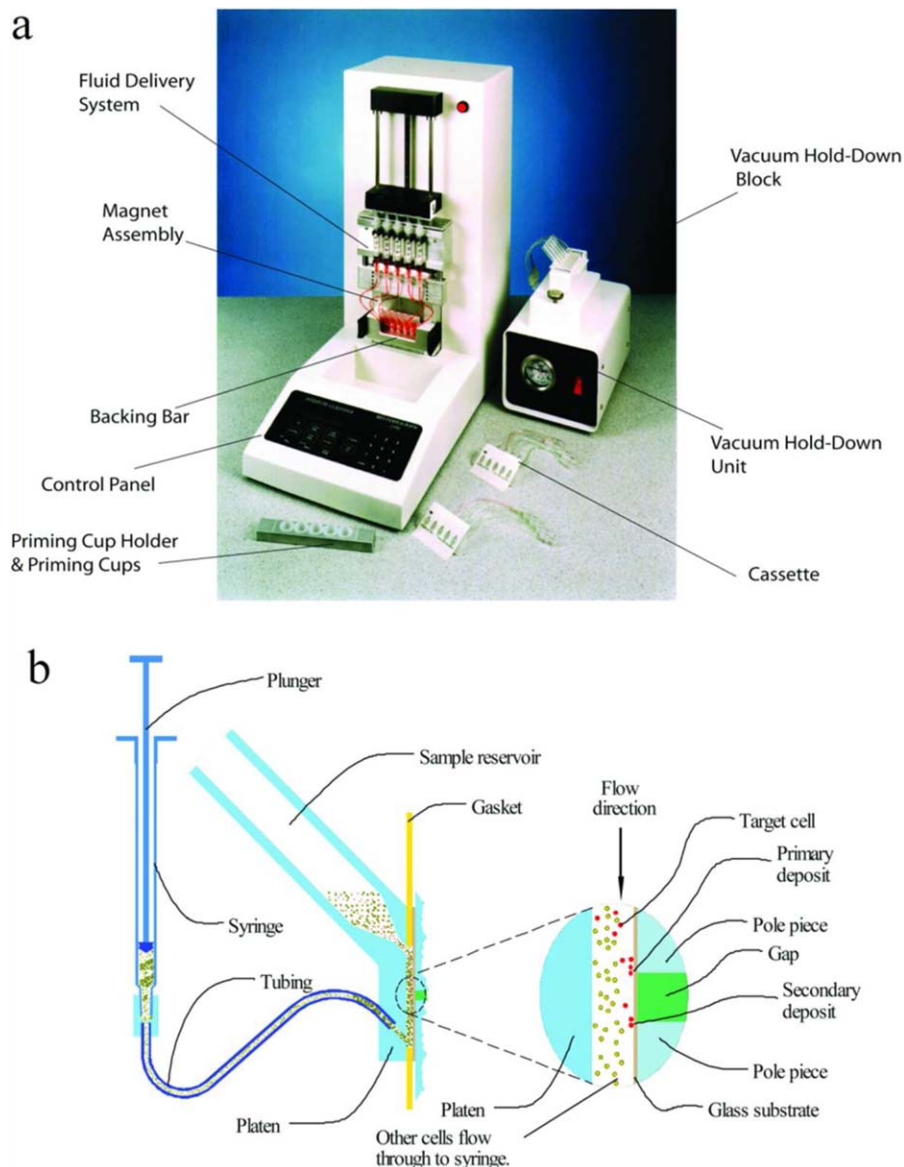 a
Fluid Delivery
System
Magnet
Assembly
Backing Bar
Control Panel
Priming Cup Holder
& Priming Cups
Vacuum Hold-Down
Block
Vacuum Hold-Down
Unit
Cassette
b
Plunger
Sample reservoir
Gasket
Syringe
Tubing
Platen
Flow
direction
Target cell
Primary
deposit
Pole piece
Gap
Secondary
deposit
Pole piece
Glass substrate
Platen
Other cells flow
through to syringe.